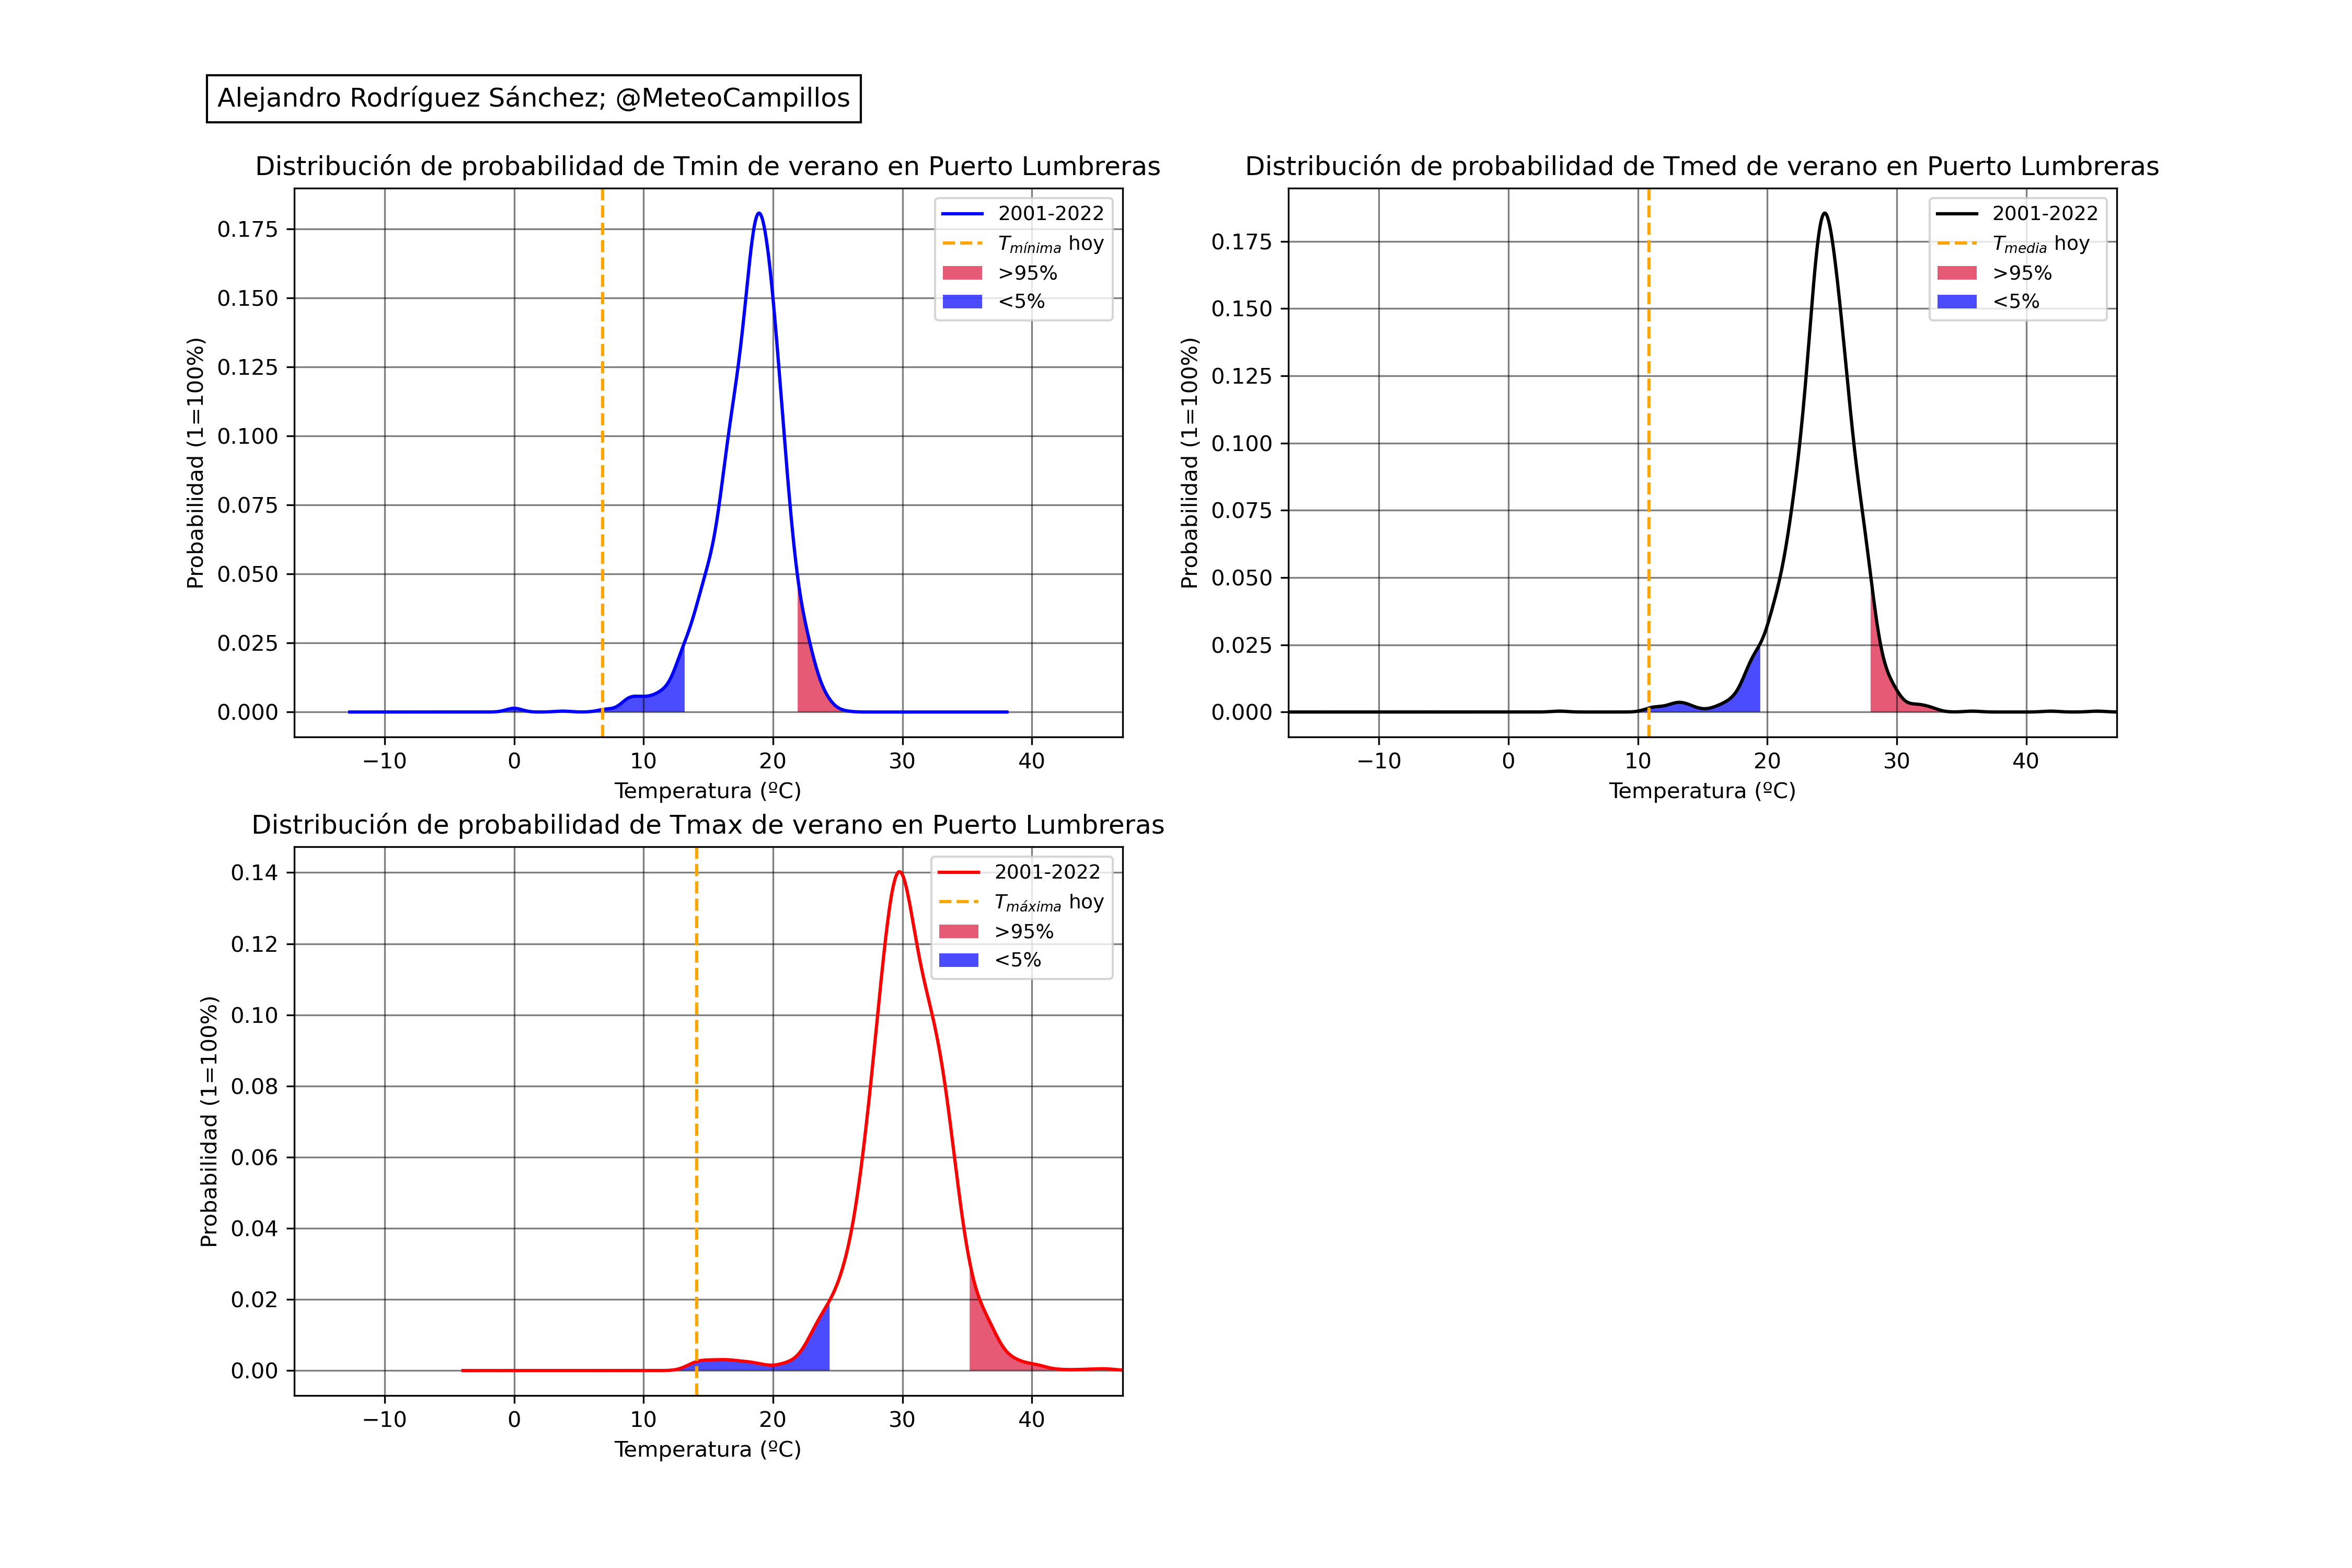 Alejandro Rodríguez Sánchez; @MeteoCampillos
Distribución de probabilidad de Tmin de verano en Puerto Lumbreras
Probabilidad (1=100%)
0.175
0.150
0.125
0.100
0.075
0.050
0.025
0.000
2001-2022
Tmínima hoy
>95%
<5%
−10 0 10 20 30 40
Temperatura (ºC)
Distribución de probabilidad de Tmed de verano en Puerto Lumbreras
Probabilidad (1=100%)
0.175
0.150
0.125
0.100
0.075
0.050
0.025
0.000
2001-2022
Tmedia hoy
>95%
<5%
−10 0 10 20 30 40
Temperatura (ºC)
Distribución de probabilidad de Tmax de verano en Puerto Lumbreras
Probabilidad (1=100%)
0.14
0.12
0.10
0.08
0.06
0.04
0.02
0.00
2001-2022
Tmáxima hoy
>95%
<5%
−10 0 10 20 30 40
Temperatura (ºC)